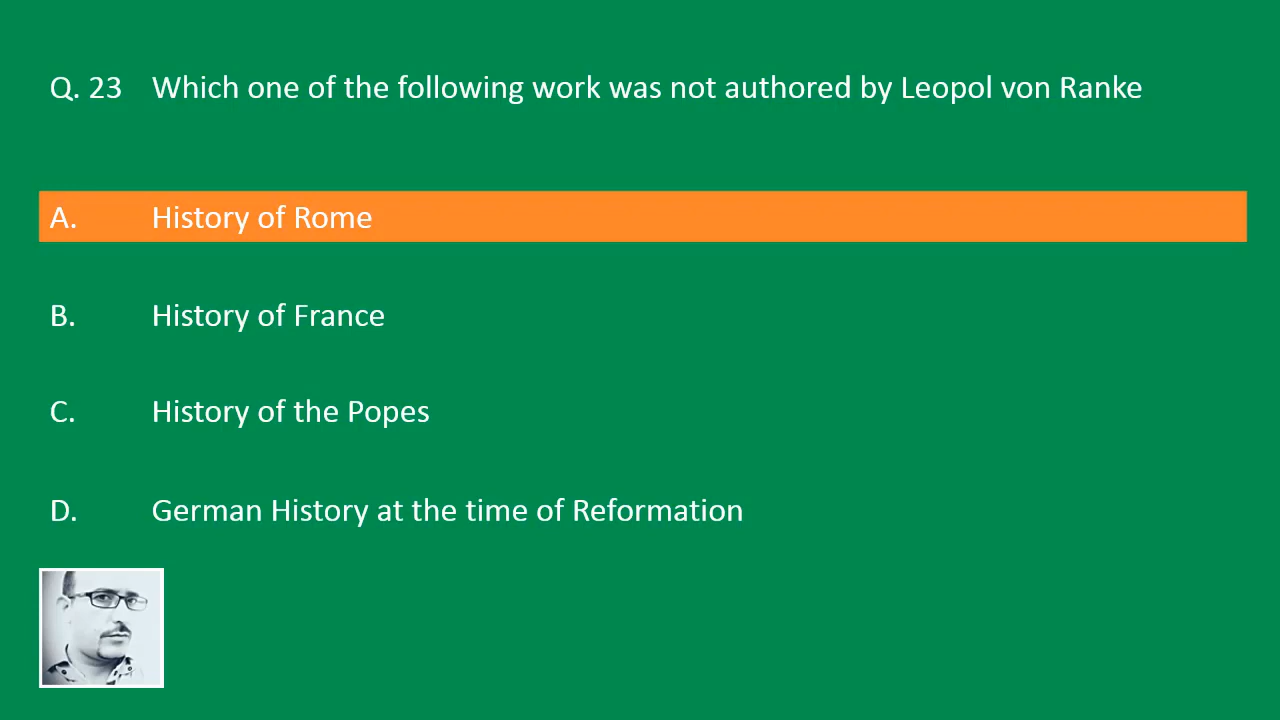 Q. 23 Which one of the following work was not authored by Leopol von Ranke
A. History of Rome
B. History of France
C. History of the Popes
D. German History at the time of Reformation